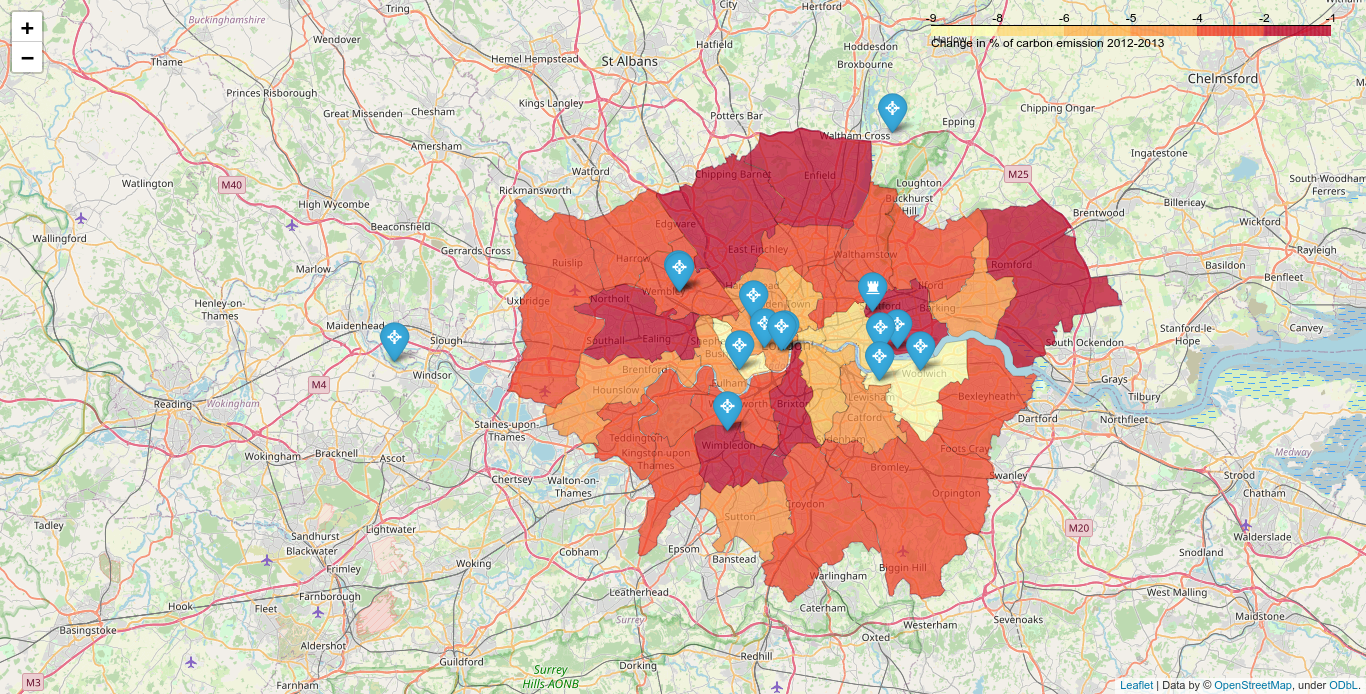 +
−
-9 -8 -6 -5 -4 -2 -1
Change in % of carbon emission 2012-2013
Tring
City
Hertford
Buckinghamshire
Wendover
Hatfield
Hoddesdon
Harlow
Thame
Hemel Hempstead
St Albans
Broxbourne
Chelmsford
Princes Risborough
Great Missenden
Chesham
Kings Langley
Potters Bar
Waltham Cross
Epping
Chipping Ongar
Amersham
Ingatestone
Watlington
M40
Watford
Chipping Barnet
Enfield
Loughton
M25
South Woodham
Ferrers
High Wycombe
Rickmansworth
Buckhurst
Hill
Brentwood
Billericay
Wickford
Wallingford
Beaconsfield
Edgware
Gerrards Cross
Ruislip
Harrow
East Finchley
Walthamstow
Romford
Basildon
Rayleigh
Marlow
Benfleet
Henley-on-
Thames
Uxbridge
Northolt
Wembley
Ilford
Barking
Maidenhead
Slough
Southall
Ealing
South Ockendon
Stanford-le-
Hope
Canvey
Windsor
Brentford
Fulham
Woolwich
Grays
M4
Reading
Wokingham
Hounslow
Lewisham
Bexleyheath
Tilbury
Staines-upon-
Thames
Brixton
Catford
Dartford
Northfleet
Teddington
Wimbledon
Sydenham
Kingston upon
Thames
Foots Cray
Wokingham
Bracknell
Ascot
Medway
Chertsey
Walton-on-
Thames
Bromley
Swanley
Strood
Chatham
Orpington
Croydon
Sutton
Tadley
Lightwater
M20
Sandhurst
Blackwater
Walderslade
Cobham
Epsom
Banstead
Snodland
Frimley
Woking
Biggin Hill
Warlingham
Farnborough
Leatherhead
West Malling
Hook
Fleet
Caterham
Surrey
Westerham
Sevenoaks
Maidstone
Basingstoke
Aldershot
Oxted
Guildford
Dorking
Redhill
Surrey
Hills AONB
M3
Farnham
Leaflet | Data by © OpenStreetMap, under ODbL.